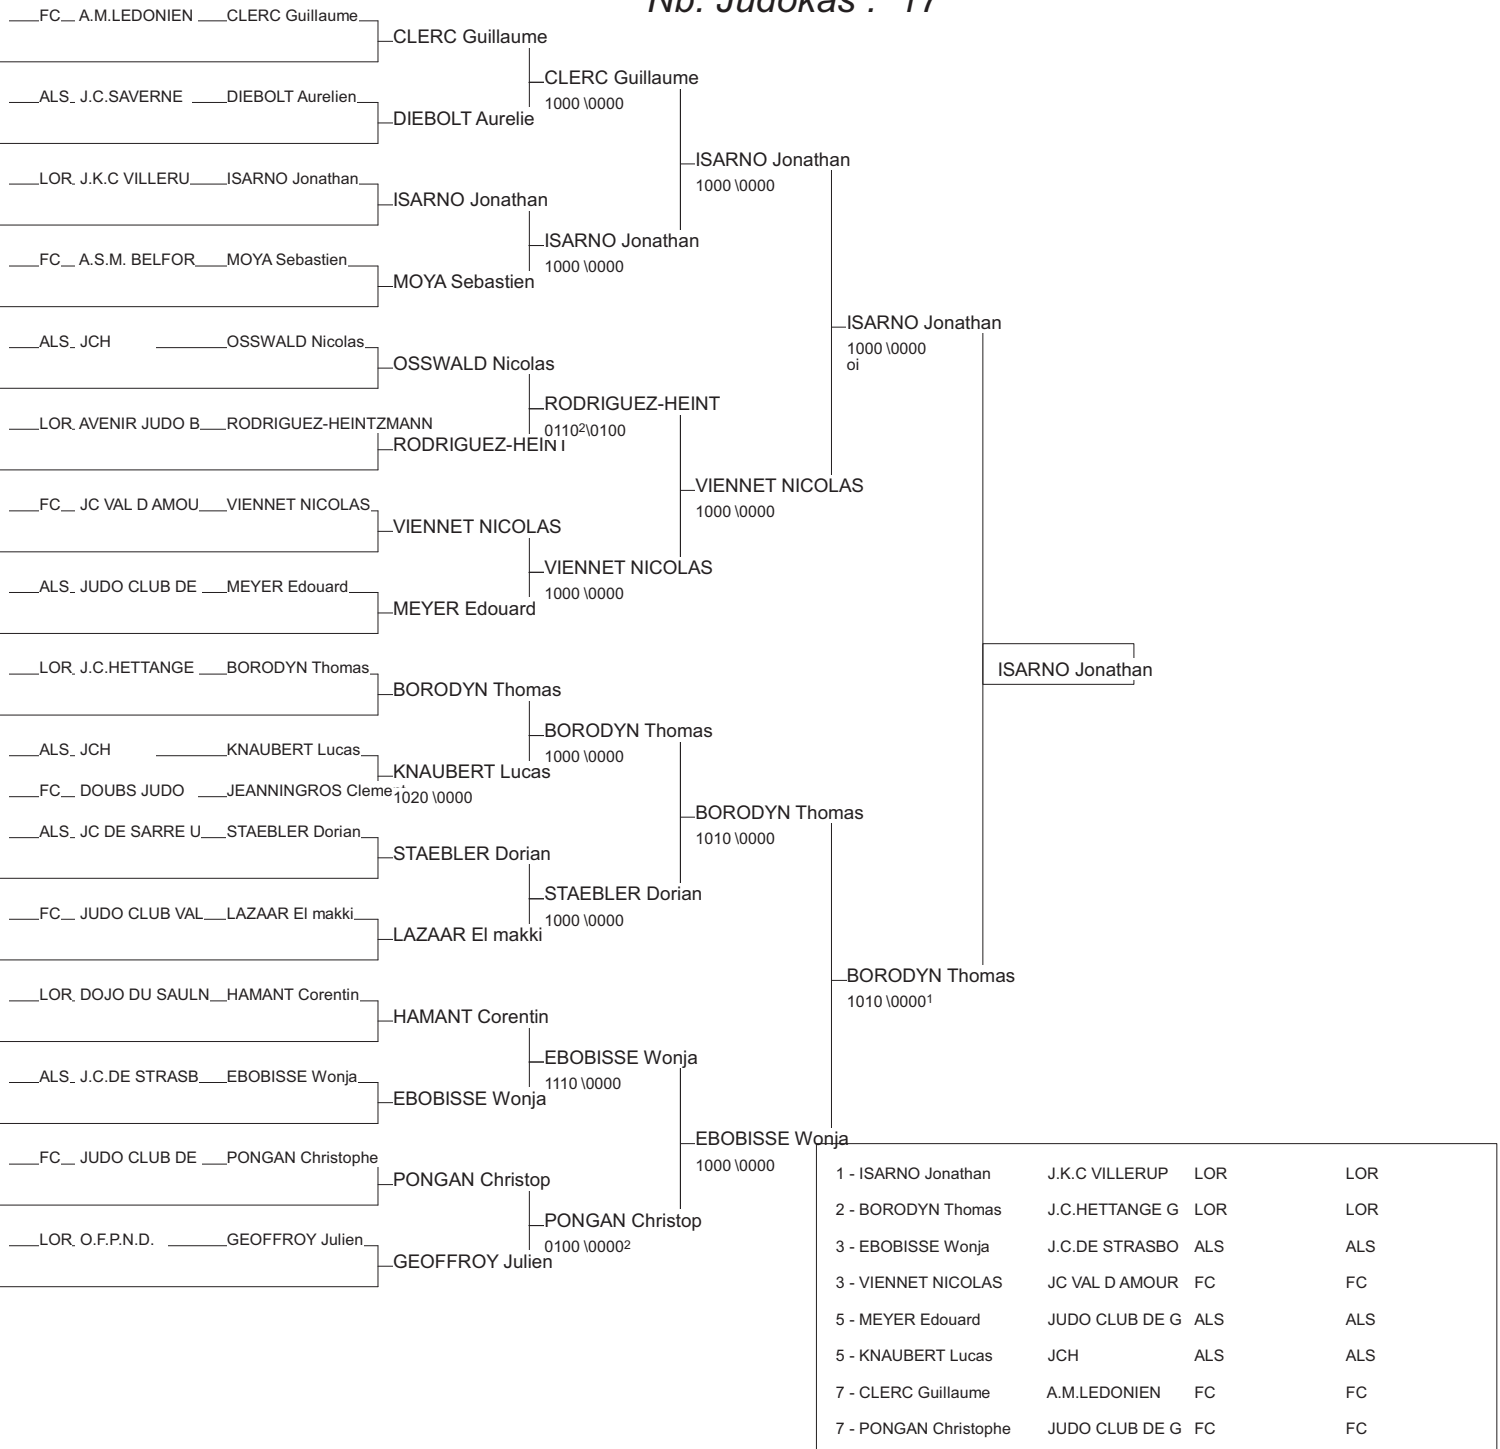 Nb. Judokas : 17
FC A.M.LEDONIEN CLERC Guillaume
CLERC Guillaume
CLERC Guillaume
1000 \0000
ALS J.C.SAVERNE DIEBOLT Aurelien
DIEBOLT Aurelie
ISARNO Jonathan
1000 \0000
LOR J.K.C VILLERU ISARNO Jonathan
ISARNO Jonathan
ISARNO Jonathan
1000 \0000
FC A.S.M. BELFOR MOYA Sebastien
MOYA Sebastien
ISARNO Jonathan
1000 \0000
oi
ALS JCH OSSWALD Nicolas
OSSWALD Nicolas
RODRIGUEZ-HEINT
0110²\0100
LOR AVENIR JUDO B RODRIGUEZ-HEINTZMANN
RODRIGUEZ-HEINT
VIENNET NICOLAS
1000 \0000
FC JC VAL D AMOU VIENNET NICOLAS
VIENNET NICOLAS
VIENNET NICOLAS
1000 \0000
ALS JUDO CLUB DE MEYER Edouard
MEYER Edouard
ISARNO Jonathan
LOR J.C.HETTANGE BORODYN Thomas
BORODYN Thomas
BORODYN Thomas
1000 \0000
ALS JCH KNAUBERT Lucas
KNAUBERT Lucas
FC DOUBS JUDO JEANNINGROS Cleme
1020 \0000
BORODYN Thomas
1010 \0000
ALS JC DE SARRE U STAEBLER Dorian
STAEBLER Dorian
STAEBLER Dorian
1000 \0000
FC JUDO CLUB VAL LAZAAR El makki
LAZAAR El makki
BORODYN Thomas
1010 \0000¹
LOR DOJO DU SAULN HAMANT Corentin
HAMANT Corentin
EBOBISSE Wonja
1110 \0000
ALS J.C.DE STRASB EBOBISSE Wonja
EBOBISSE Wonja
EBOBISSE Wonja
1000 \0000
FC JUDO CLUB DE PONGAN Christophe
PONGAN Christop
PONGAN Christop
0100 \0000²
LOR O.F.P.N.D. GEOFFROY Julien
GEOFFROY Julien
1 - ISARNO Jonathan J.K.C VILLERUP LOR LOR
2 - BORODYN Thomas J.C.HETTANGE G LOR LOR
3 - EBOBISSE Wonja J.C.DE STRASBO ALS ALS
3 - VIENNET NICOLAS JC VAL D AMOUR FC FC
5 - MEYER Edouard JUDO CLUB DE G ALS ALS
5 - KNAUBERT Lucas JCH ALS ALS
7 - CLERC Guillaume A.M.LEDONIEN FC FC
7 - PONGAN Christophe JUDO CLUB DE G FC FC